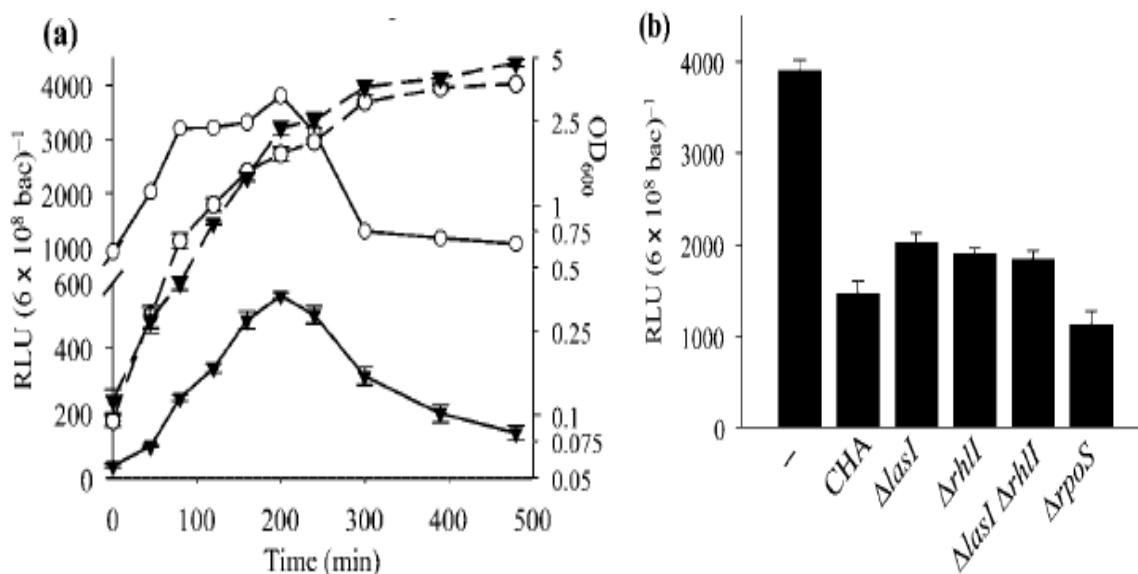 (a)
RLU (6 x 10⁸ bac)⁻¹
4000
3000
2000
1000
600
400
200
0
5
2.5
1
0.75
0.5
0.25
0.1
0.075
0.05
OD₆₀₀
0 100 200 300 400 500
Time (min)
(b)
RLU (6 x 10⁸ bac)⁻¹
4000
3000
2000
1000
0
–
CHA
ΔlasI
ΔrhlI
ΔlasI ΔrhlI
ΔrpoS